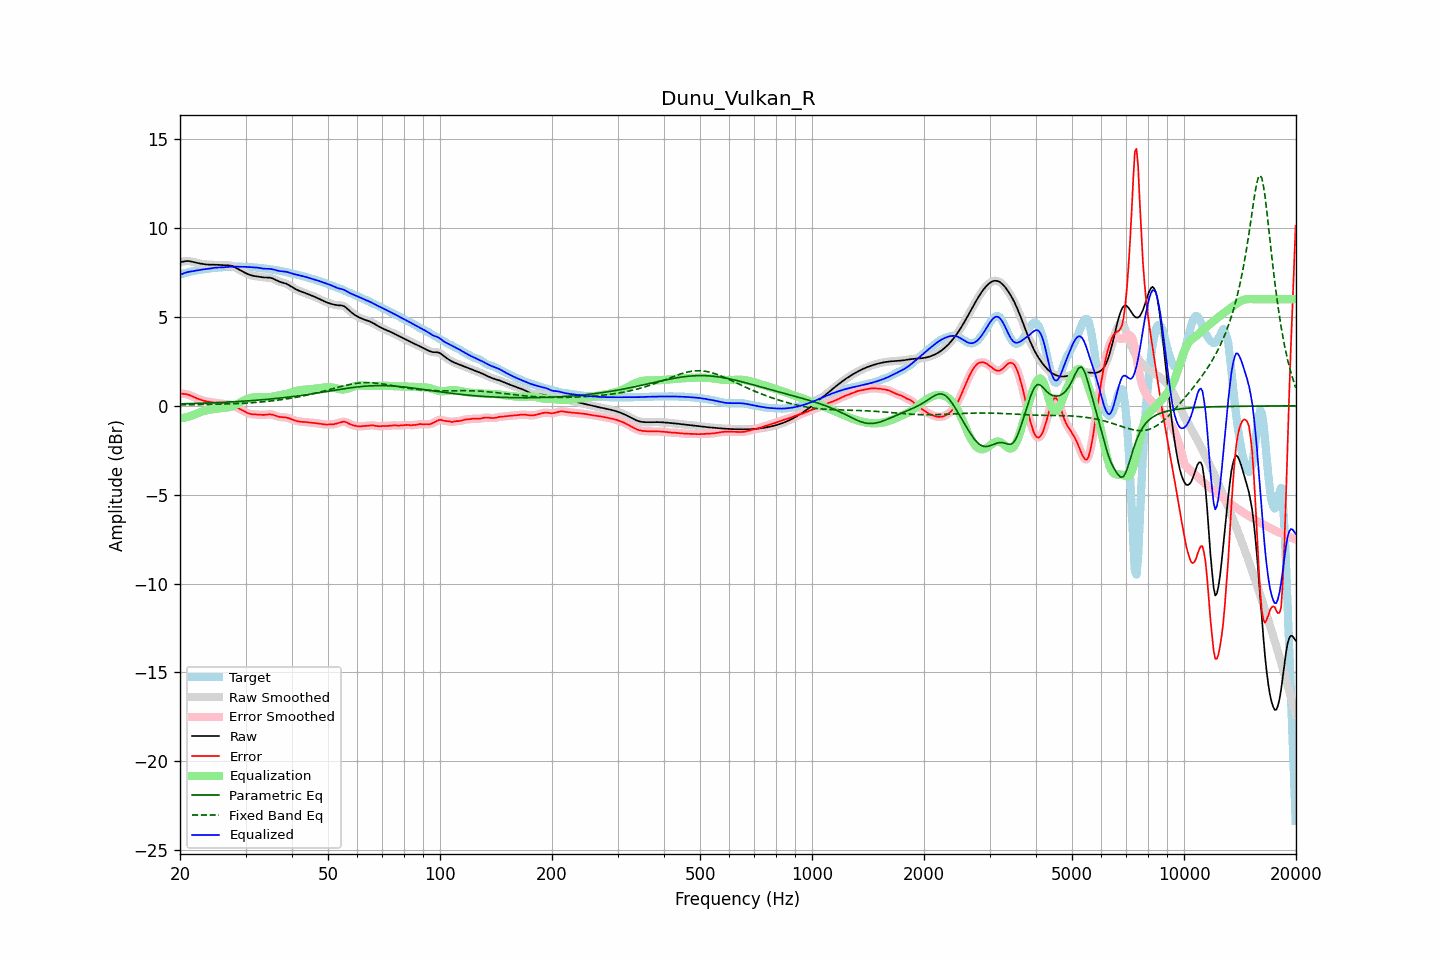 Dunu_Vulkan_R
15
10
5
0
−5
−10
−15
−20
−25
Amplitude (dBr)
Target
Raw Smoothed
Error Smoothed
Raw
Error
Equalization
Parametric Eq
Fixed Band Eq
Equalized
20 50 100 200 500 1000 2000 5000 10000 20000
Frequency (Hz)